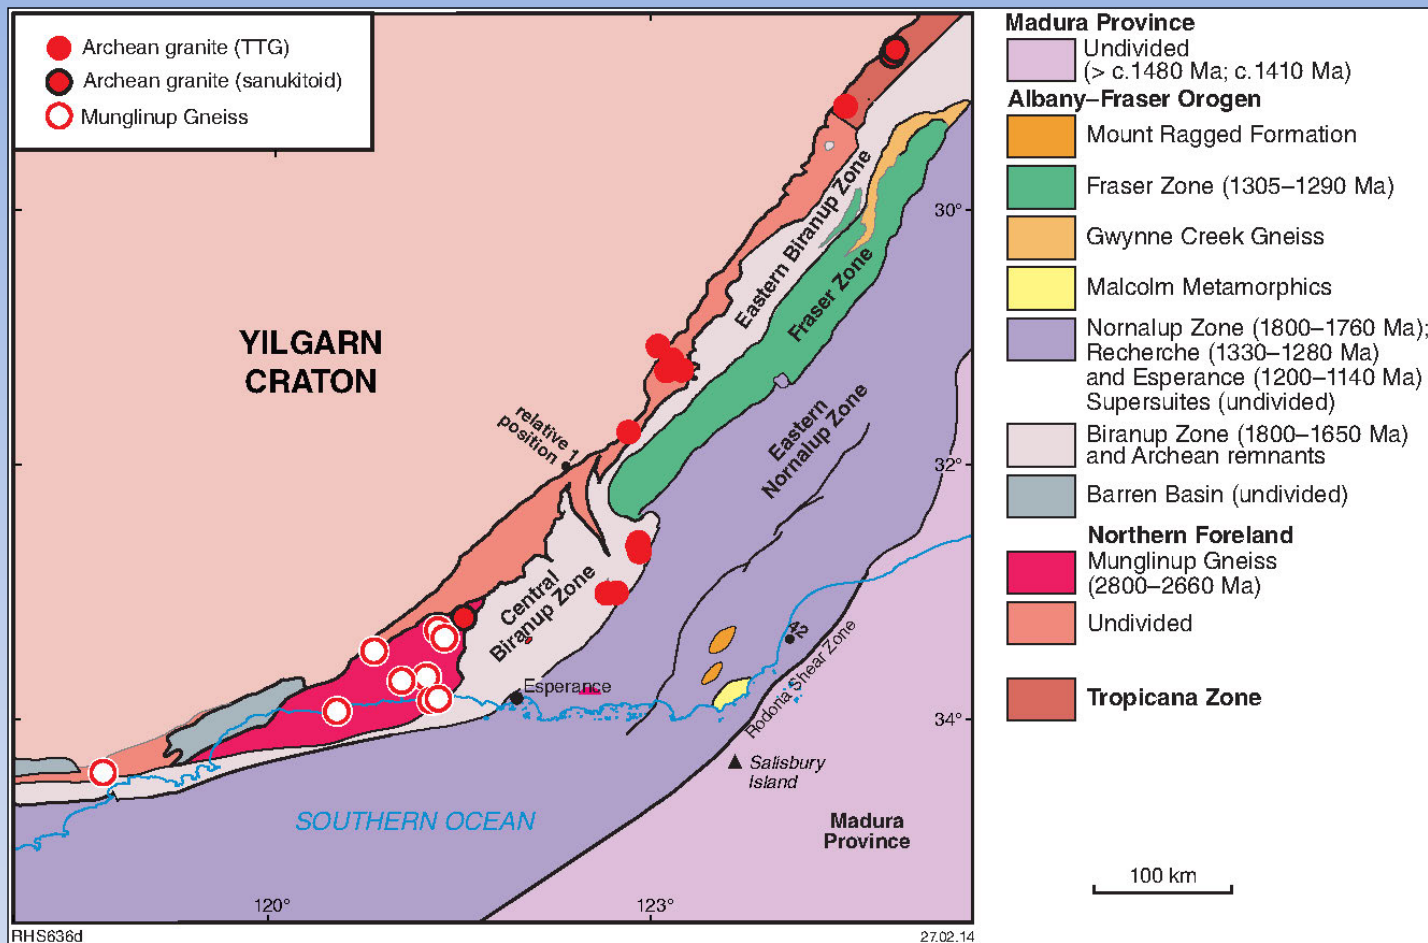 Archean granite (TTG)
Archean granite (sanukitoid)
Munglinup Gneiss
YILGARN
CRATON
relative 1
position
Eastern Biranup Zone
Fraser Zone
Eastern
Nornalup Zone
Central
Biranup Zone
Esperance
42
Rodona Shear Zone
Salisbury
Island
SOUTHERN OCEAN
Madura
Province
30°
32°
34°
120°
123°
RHS636d
27.02.14
Madura Province
Undivided
(> c.1480 Ma; c.1410 Ma)
Albany–Fraser Orogen
Mount Ragged Formation
Fraser Zone (1305–1290 Ma)
Gwynne Creek Gneiss
Malcolm Metamorphics
Nornalup Zone (1800–1760 Ma);
Recherche (1330–1280 Ma)
and Esperance (1200–1140 Ma)
Supersuites (undivided)
Biranup Zone (1800–1650 Ma)
and Archean remnants
Barren Basin (undivided)
Northern Foreland
Munglinup Gneiss
(2800–2660 Ma)
Undivided
Tropicana Zone
100 km